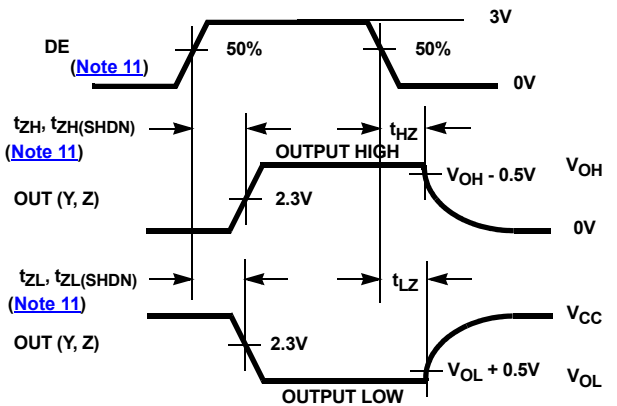 3V
DE
50%
50%
(Note 11)
0V
tZH, tZH(SHDN)
tHZ
(Note 11)
OUTPUT HIGH
VOH - 0.5V
VOH
OUT (Y, Z)
2.3V
0V
tZL, tZL(SHDN)
tLZ
(Note 11)
VCC
OUT (Y, Z)
2.3V
VOL + 0.5V
VOL
OUTPUT LOW